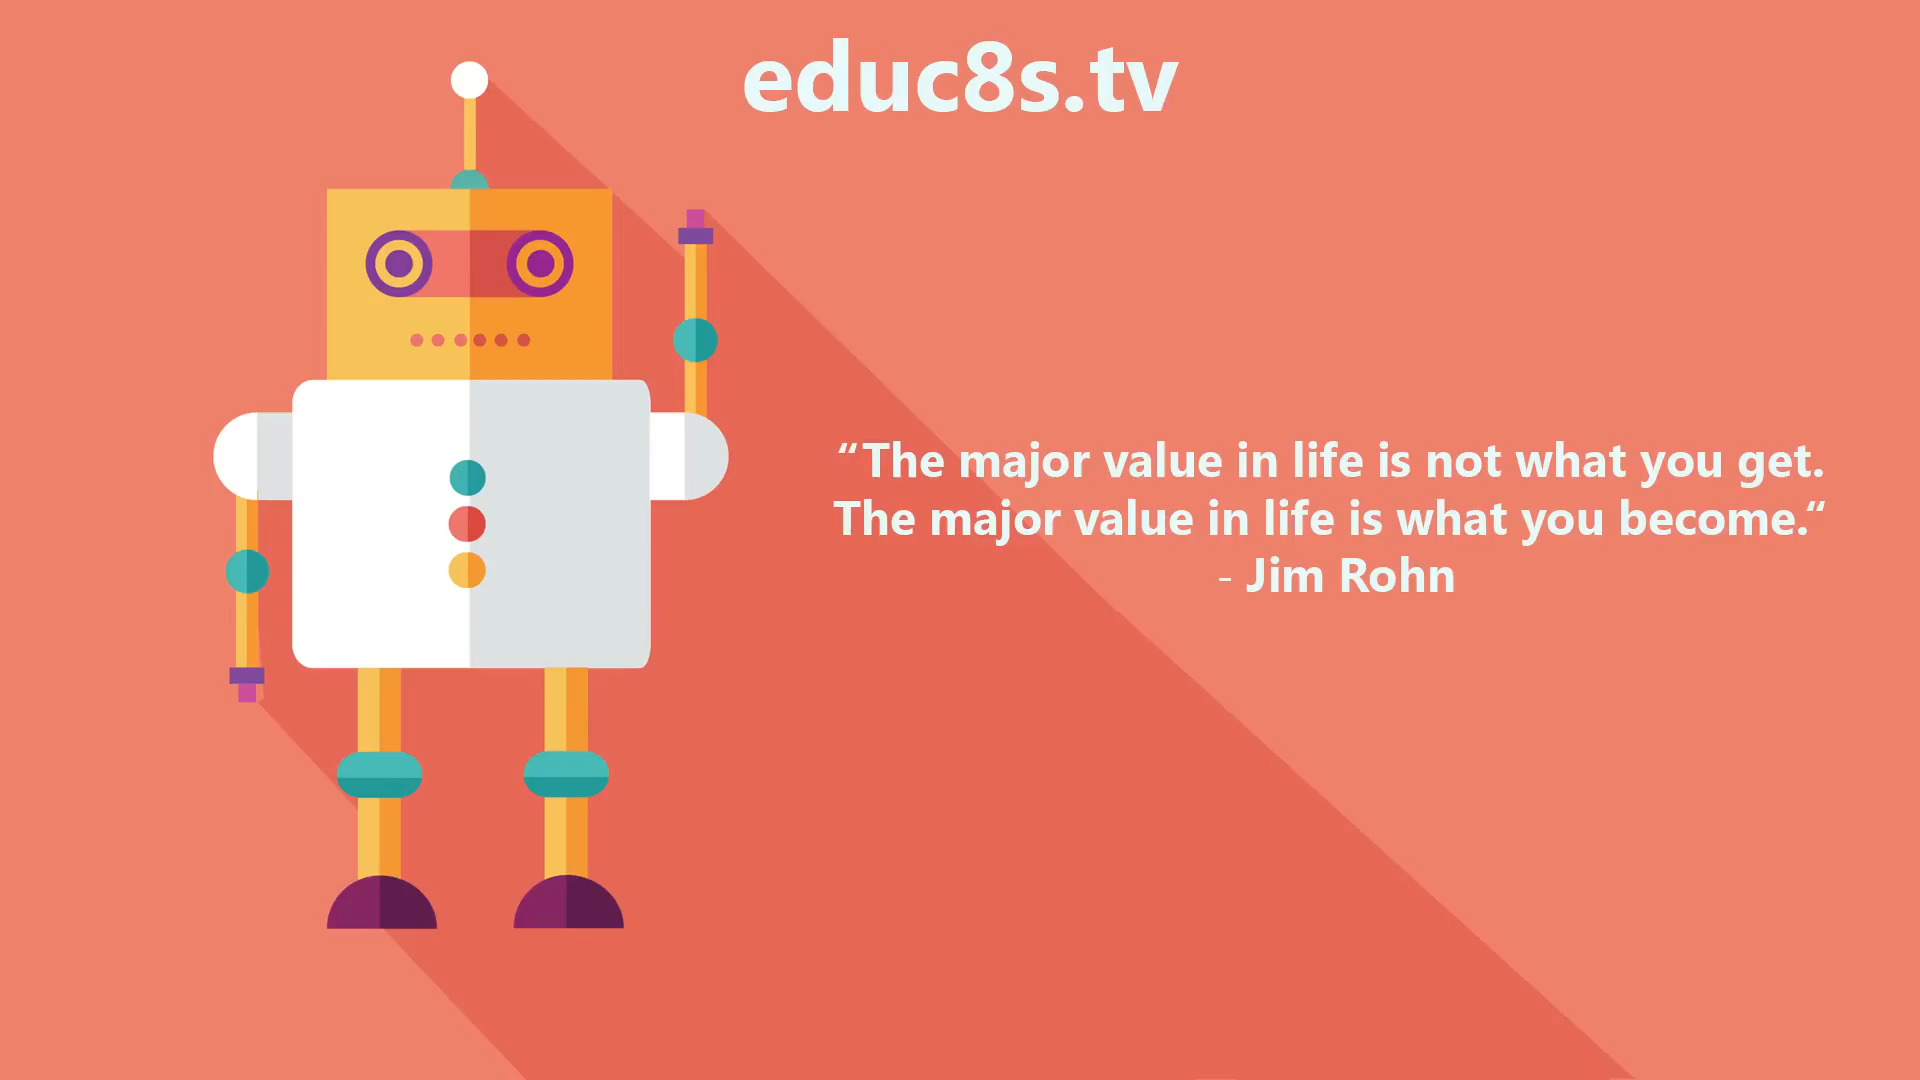 educ8s.tv
“The major value in life is not what you get.
The major value in life is what you become.“
- Jim Rohn